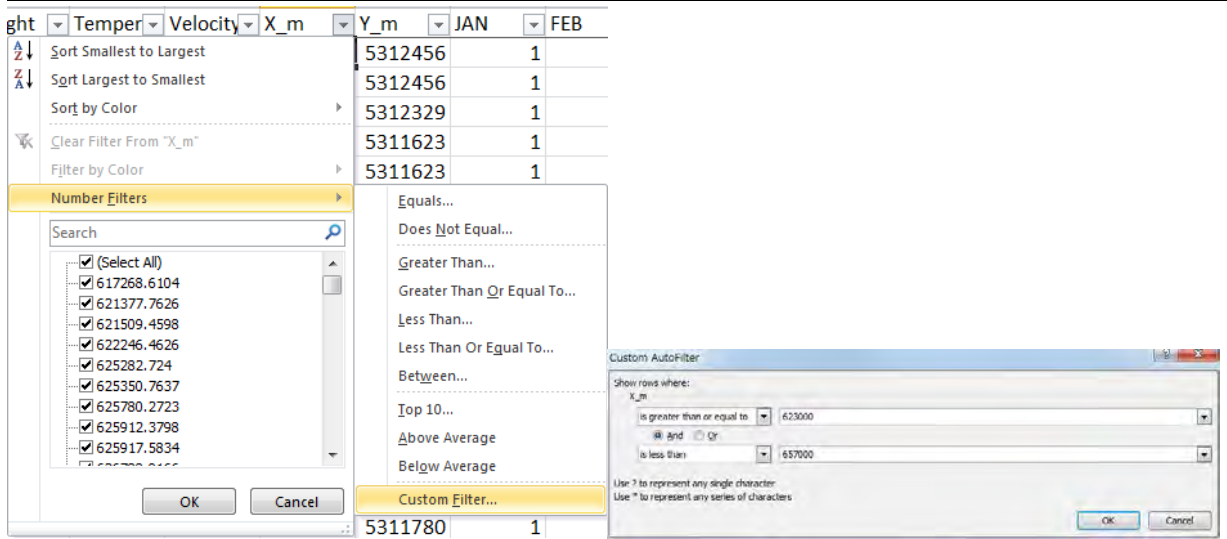 ght Temper Velocity X_m Y_m JAN FEB
Sort Smallest to Largest
Sort Largest to Smallest
Sort by Color
Clear Filter From "X_m"
Filter by Color
Number Filters
Search
(Select All)
617268.6104
621377.7626
621509.4598
622246.4626
625282.724
625350.7637
625780.2723
625912.3798
625917.5834
OK Cancel
5312456 1
5312456 1
5312329 1
5311623 1
5311623 1
Equals...
Does Not Equal...
Greater Than...
Greater Than Or Equal To...
Less Than...
Less Than Or Equal To...
Between...
Top 10...
Above Average
Below Average
Custom Filter...
5311780 1
Custom AutoFilter
Show rows where:
X_m
is greater than or equal to 623000
And Or
is less than 657000
Use ? to represent any single character
Use * to represent any series of characters
OK Cancel